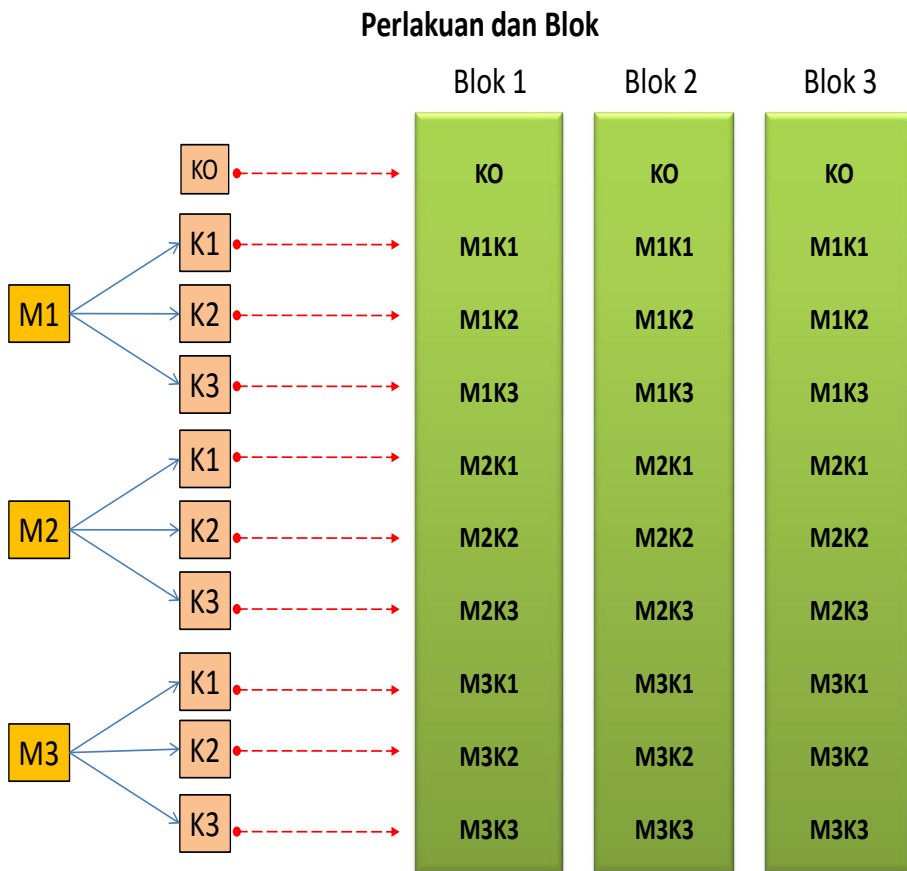 Perlakuan dan Blok
Blok 1 Blok 2 Blok 3
KO KO KO KO
K1 M1K1 M1K1 M1K1
M1 K2 M1K2 M1K2 M1K2
K3 M1K3 M1K3 M1K3
K1 M2K1 M2K1 M2K1
M2 K2 M2K2 M2K2 M2K2
K3 M2K3 M2K3 M2K3
K1 M3K1 M3K1 M3K1
M3 K2 M3K2 M3K2 M3K2
K3 M3K3 M3K3 M3K3